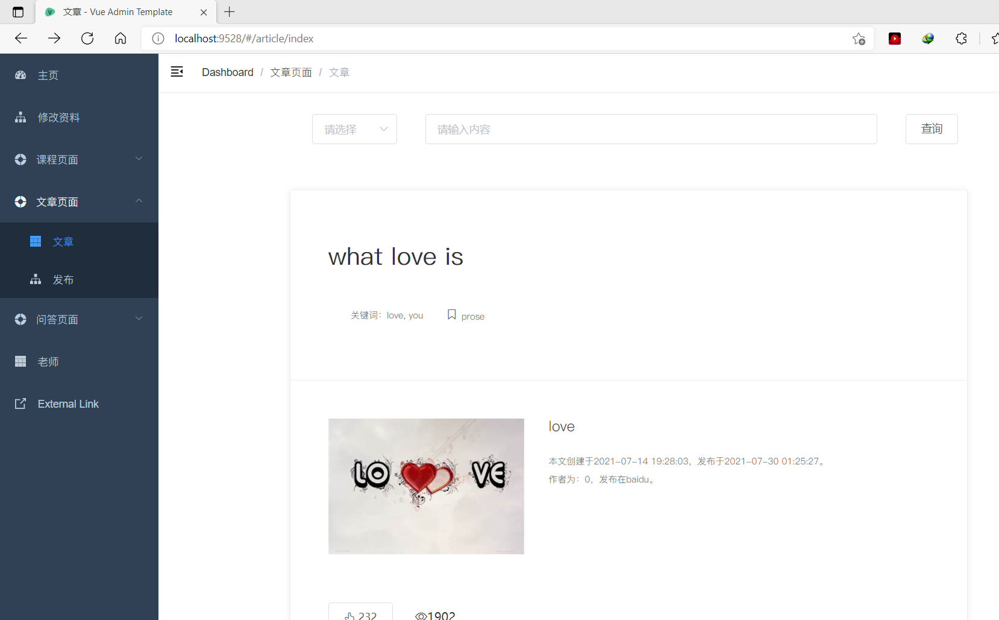 文章 - Vue Admin Template
localhost:9528/#/article/index
主页
修改资料
课程页面
文章页面
文章
发布
问答页面
老师
External Link
Dashboard / 文章页面 / 文章
请选择 请输入内容 查询
what love is
关键词：love, you prose
LO VE
love
本文创建于2021-07-14 19:28:03，发布于2021-07-30 01:25:27。
作者为：0，发布在baidu。
232 1902